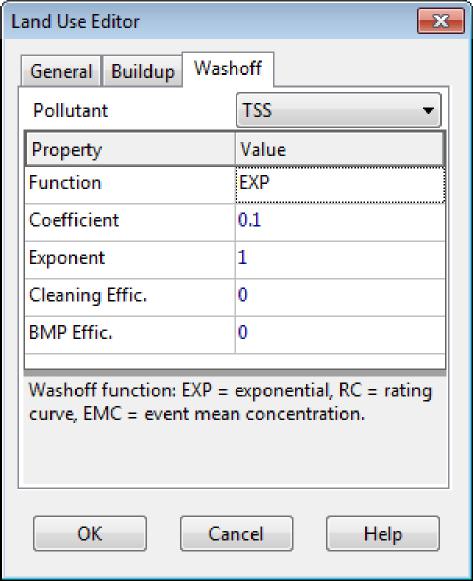 Land Use Editor
General Buildup Washoff
Pollutant TSS
Property Value
Function EXP
Coefficient 0.1
Exponent 1
Cleaning Effic. 0
BMP Effic. 0
Washoff function: EXP = exponential, RC = rating
curve, EMC = event mean concentration.
OK Cancel Help